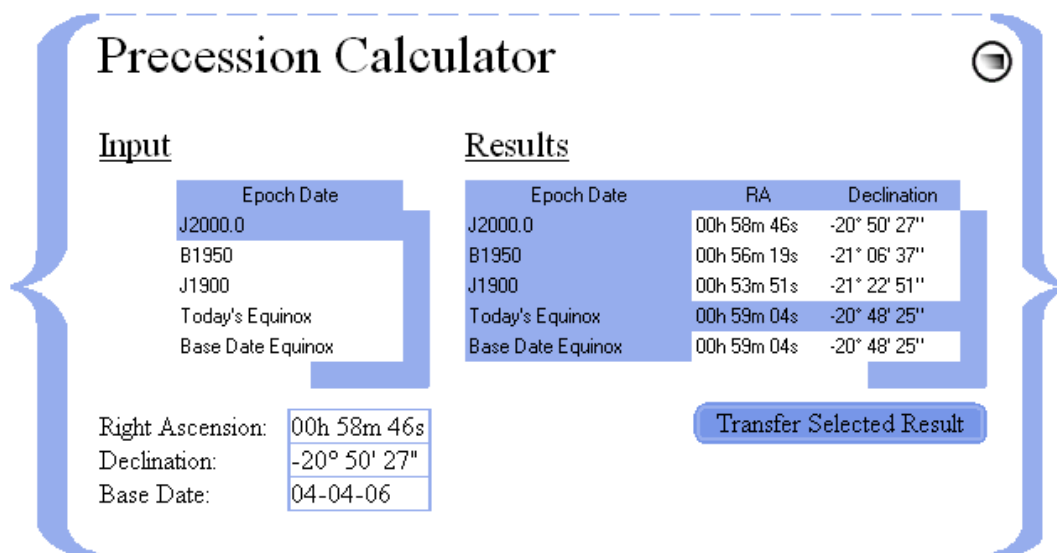 Precession Calculator
Input
Epoch Date
J2000.0
B1950
J1900
Today's Equinox
Base Date Equinox
Right Ascension: 00h 58m 46s
Declination: -20° 50' 27"
Base Date: 04-04-06
Results
Epoch Date RA Declination
J2000.0 00h 58m 46s -20° 50' 27''
B1950 00h 56m 19s -21° 06' 37''
J1900 00h 53m 51s -21° 22' 51''
Today's Equinox 00h 59m 04s -20° 48' 25''
Base Date Equinox 00h 59m 04s -20° 48' 25''
Transfer Selected Result